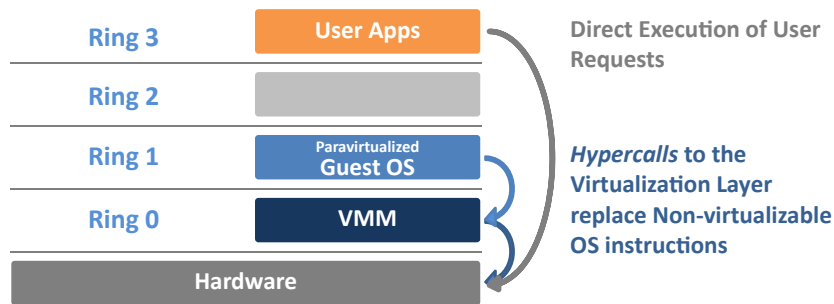 Ring 3
User Apps
Direct Execution of User
Requests
Ring 2
Ring 1
Paravirtualized
Guest OS
Hypercalls to the
Virtualization Layer
replace Non-virtualizable
OS instructions
Ring 0
VMM
Hardware